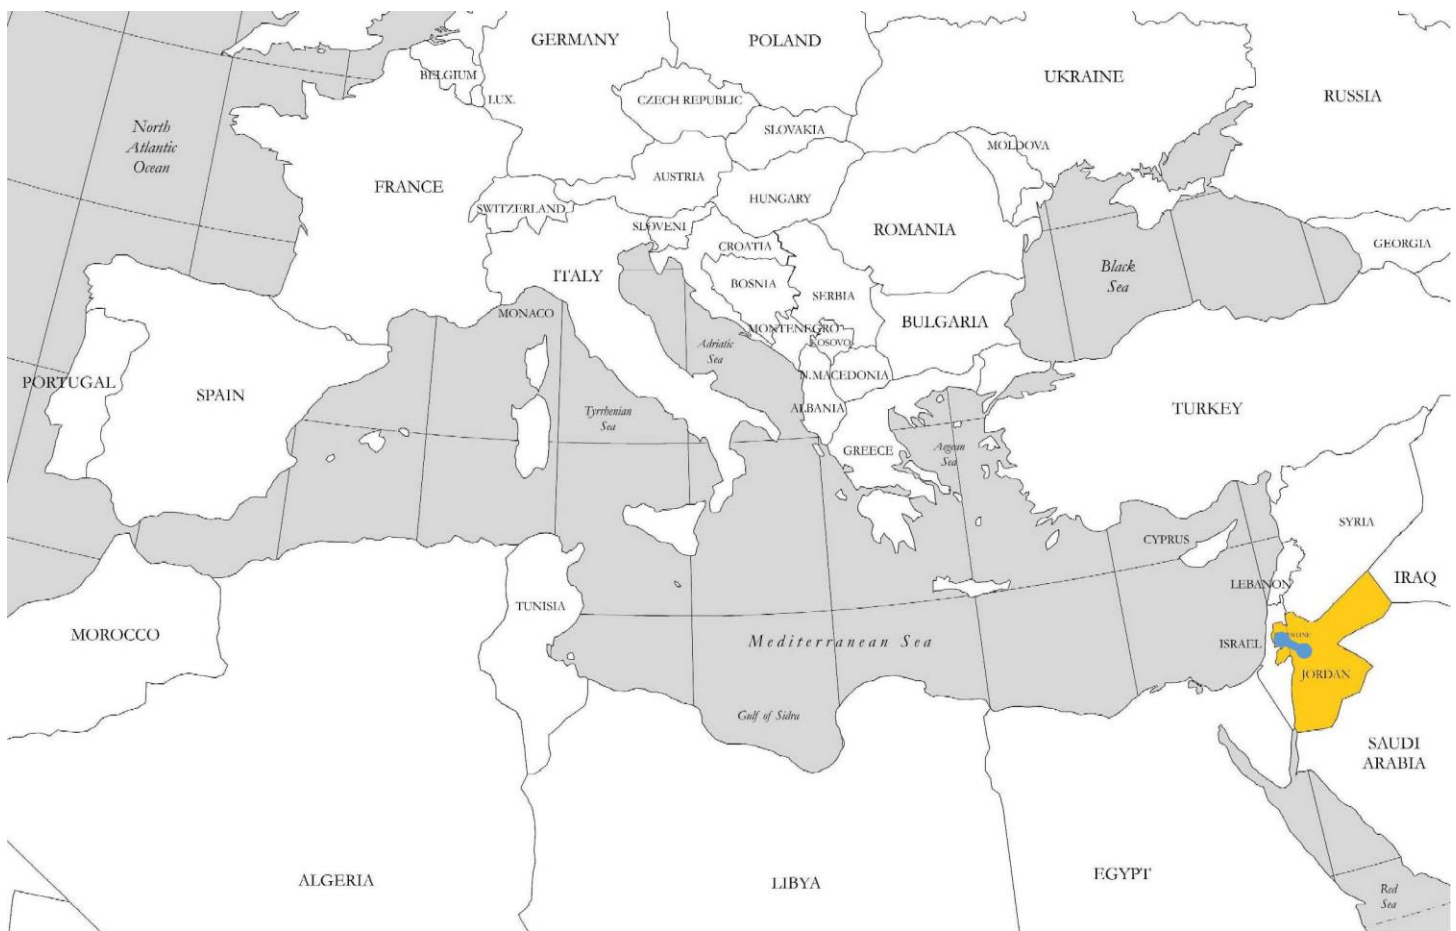 GERMANY
POLAND
UKRAINE
RUSSIA
BELGIUM
LUX.
CZECH REPUBLIC
SLOVAKIA
MOLDOVA
North
Atlantic
Ocean
FRANCE
AUSTRIA
HUNGARY
SWITZERLAND
SLOVENI
CROATIA
ROMANIA
GEORGIA
ITALY
BOSNIA
SERBIA
Black
Sea
MONACO
MONTENEGRO
KOSOVO
BULGARIA
Adriatic
Sea
N.MACEDONIA
PORTUGAL
SPAIN
Tyrrhenian
Sea
ALBANIA
TURKEY
GREECE
Aegean
Sea
SYRIA
CYPRUS
LEBANON
IRAQ
TUNISIA
MOROCCO
Mediterranean Sea
ISRAEL
JORDAN
Gulf of Sidra
SAUDI
ARABIA
ALGERIA
LIBYA
EGYPT
Red
Sea